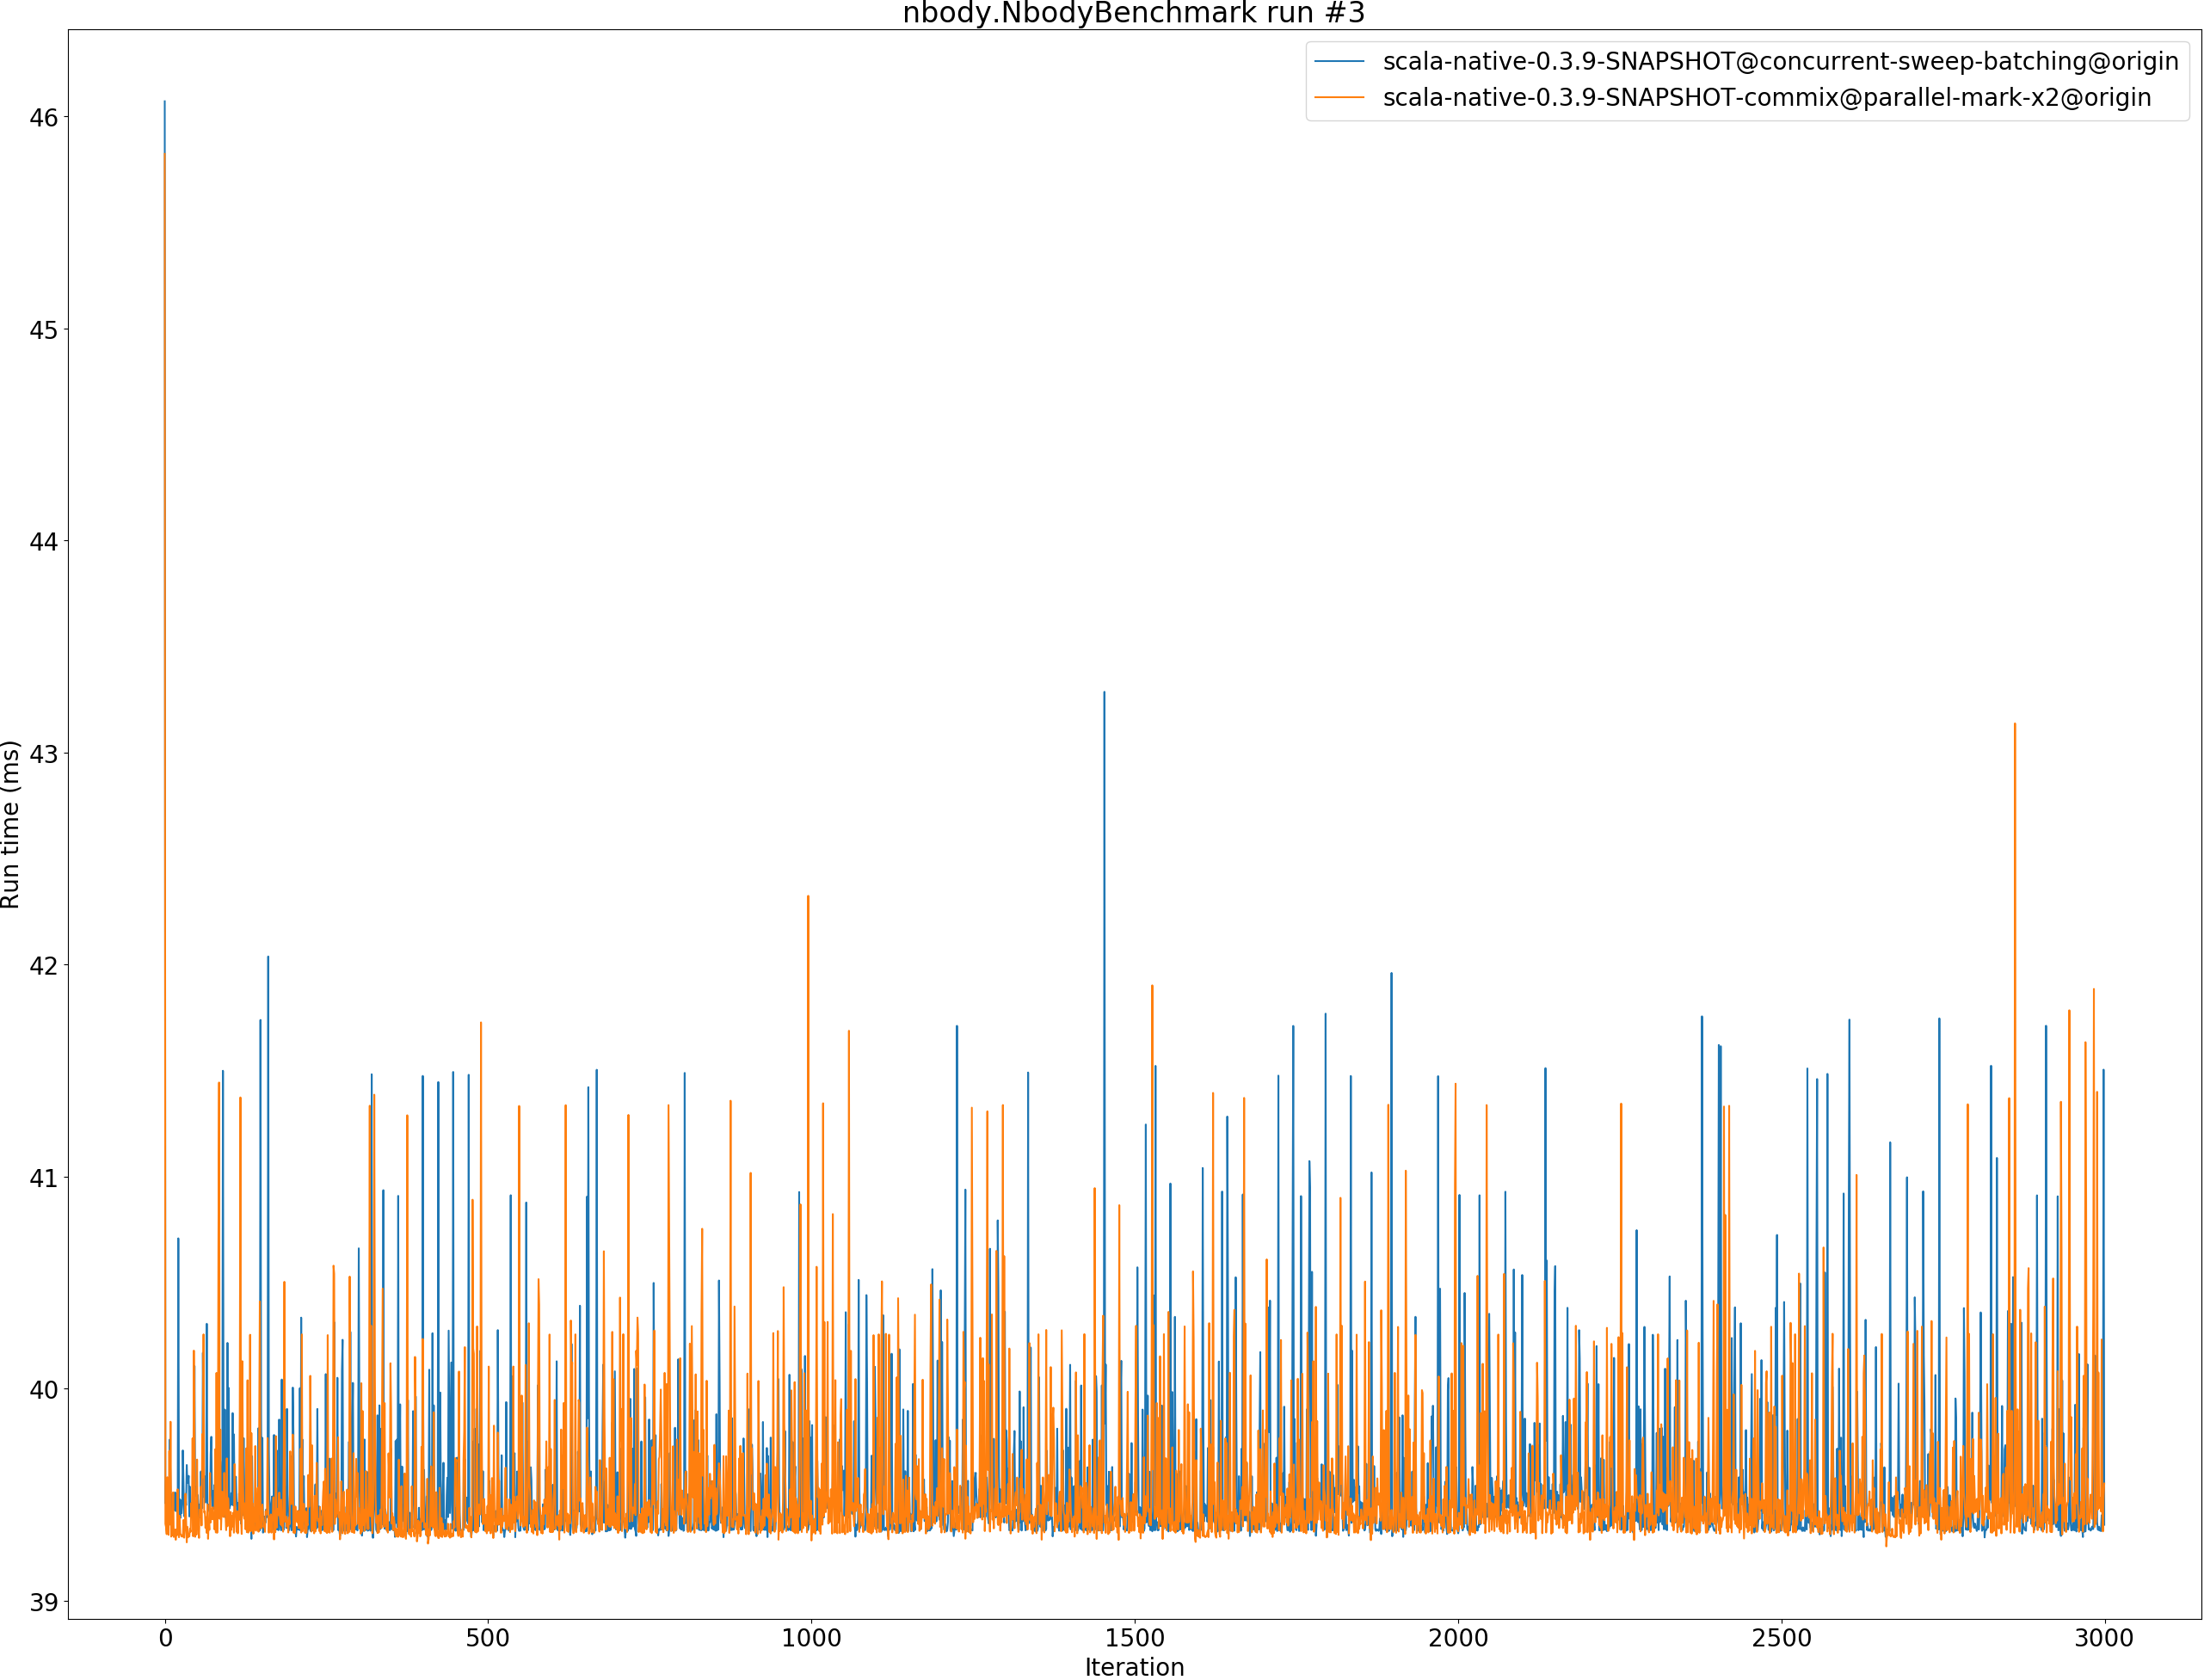 nbody.NbodyBenchmark run #3
scala-native-0.3.9-SNAPSHOT@concurrent-sweep-batching@origin
scala-native-0.3.9-SNAPSHOT-commix@parallel-mark-x2@origin
46
45
44
43
42
41
40
39
Run time (ms)
0 500 1000 1500 2000 2500 3000
Iteration